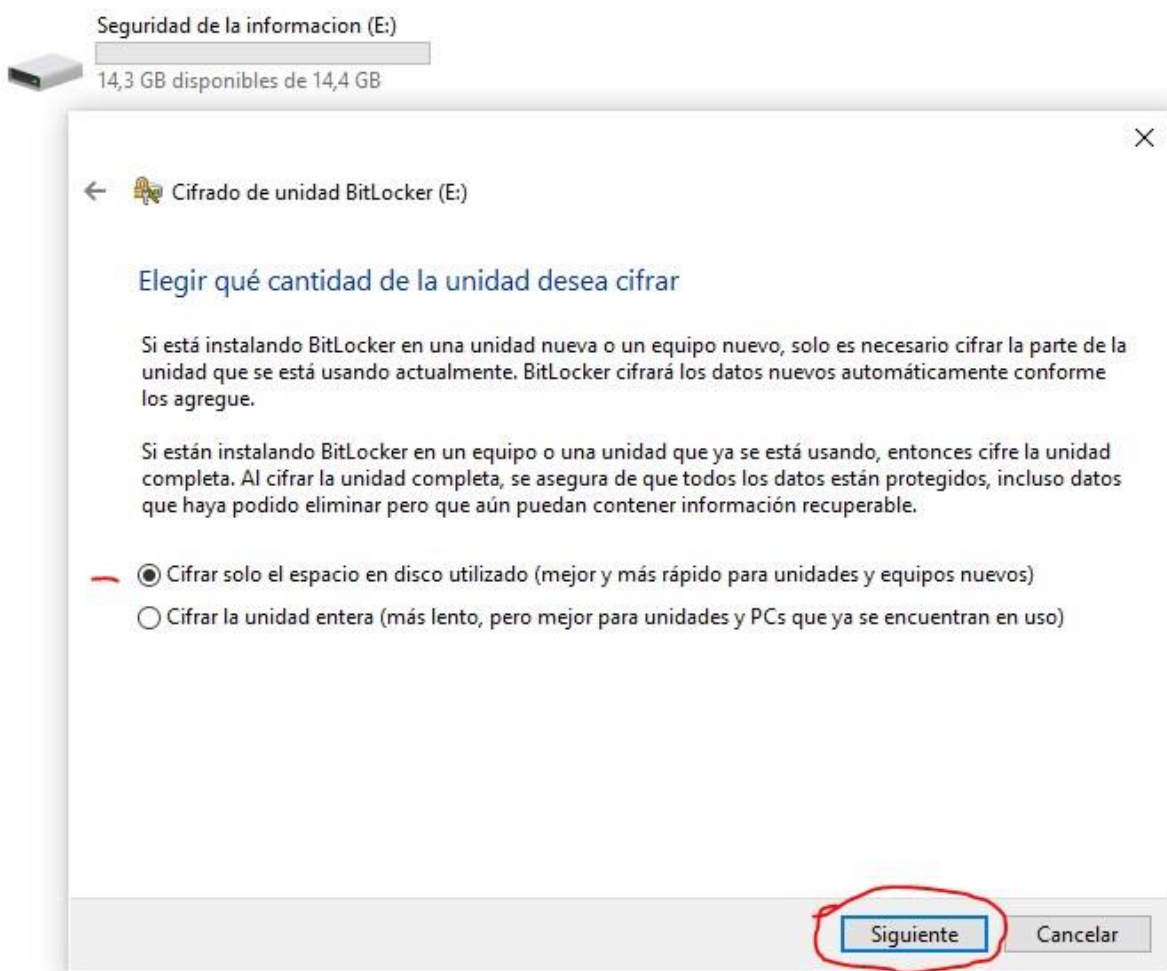 Seguridad de la informacion (E:)
14,3 GB disponibles de 14,4 GB
Cifrado de unidad BitLocker (E:)
Elegir qué cantidad de la unidad desea cifrar
Si está instalando BitLocker en una unidad nueva o un equipo nuevo, solo es necesario cifrar la parte de la
unidad que se está usando actualmente. BitLocker cifrará los datos nuevos automáticamente conforme
los agregue.
Si están instalando BitLocker en un equipo o una unidad que ya se está usando, entonces cifre la unidad
completa. Al cifrar la unidad completa, se asegura de que todos los datos están protegidos, incluso datos
que haya podido eliminar pero que aún puedan contener información recuperable.
Cifrar solo el espacio en disco utilizado (mejor y más rápido para unidades y equipos nuevos)
Cifrar la unidad entera (más lento, pero mejor para unidades y PCs que ya se encuentran en uso)
Siguiente Cancelar